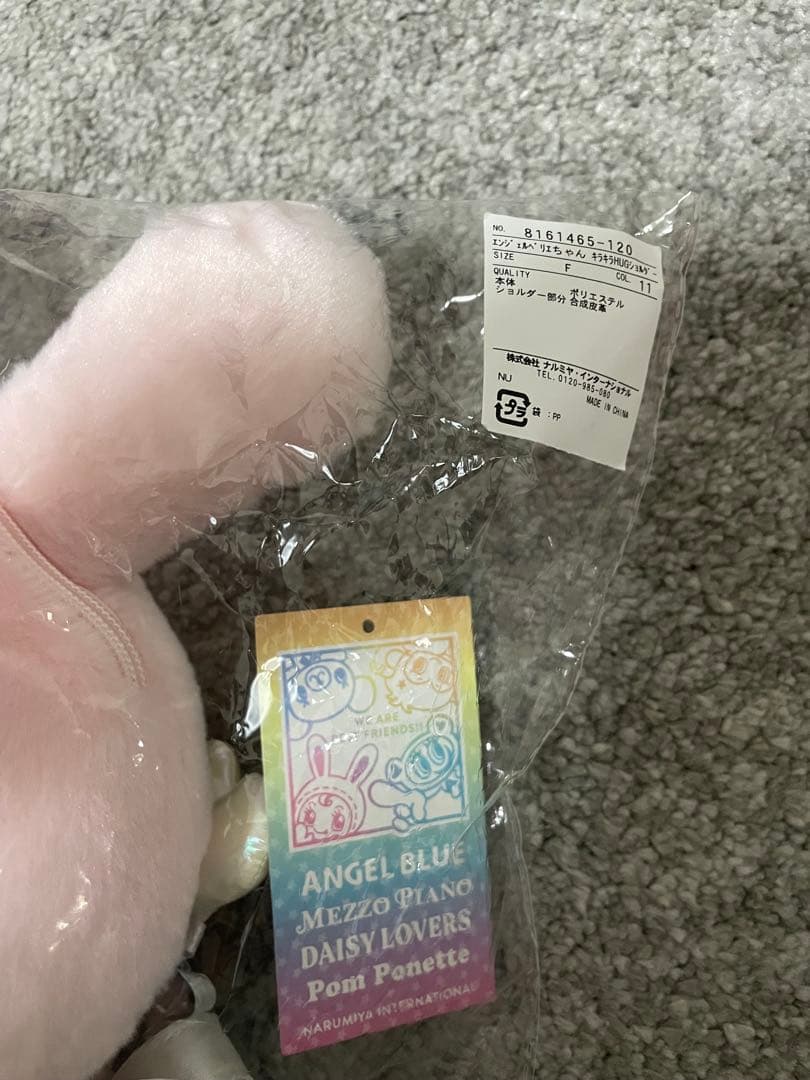 NO. 8161465-120
エンジェルベリエちゃん キラキラHUGショルダー
SIZE F COL. 11
QUALITY
本体 ポリエステル
ショルダー部分 合成皮革
株式会社 ナルミヤ・インターナショナル
TEL.0120-985-080
NU MADE IN CHINA
プラ 袋 :PP
WE ARE
FRIENDS!!
ANGEL BLUE
MEZZO PIANO
DAISY LOVERS
Pom Ponette
NARUMIYA INTERNATIONAL